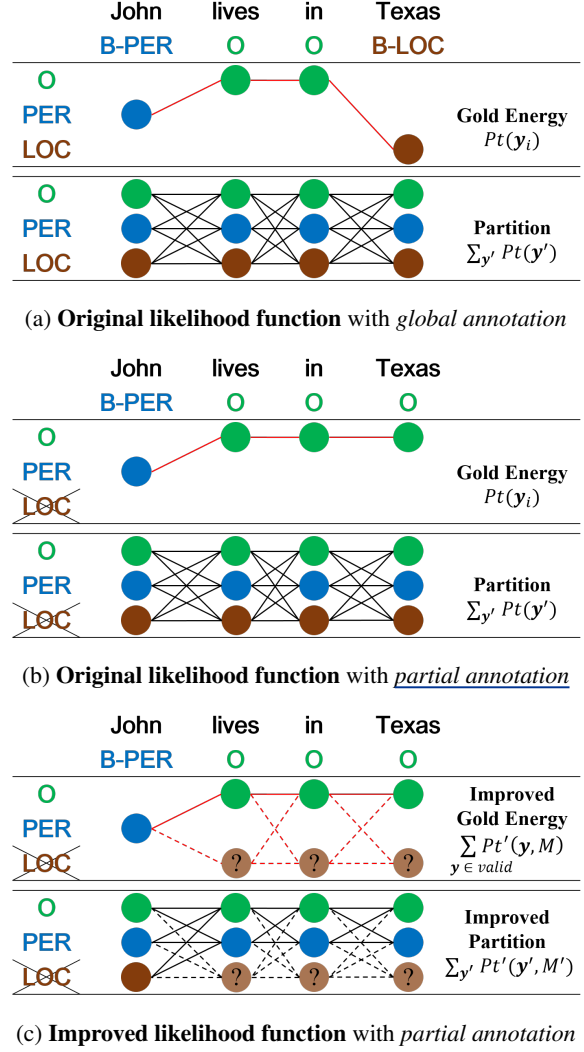 John lives in Texas
B-PER O O B-LOC
O
PER
LOC
Gold Energy
Pt(𝒚ᵢ)
O
PER
LOC
Partition
∑𝒚′ Pt(𝒚′)
(a) Original likelihood function with global annotation
John lives in Texas
B-PER O O O
O
PER
LOC
Gold Energy
Pt(𝒚ᵢ)
O
PER
LOC
Partition
∑𝒚′ Pt(𝒚′)
(b) Original likelihood function with partial annotation
John lives in Texas
B-PER O O O
O
PER
LOC
? ? ?
Improved
Gold Energy
∑ Pt′(𝒚, M)
𝒚 ∈ valid
O
PER
LOC
? ? ?
Improved
Partition
∑𝒚′ Pt′(𝒚′, M′)
(c) Improved likelihood function with partial annotation